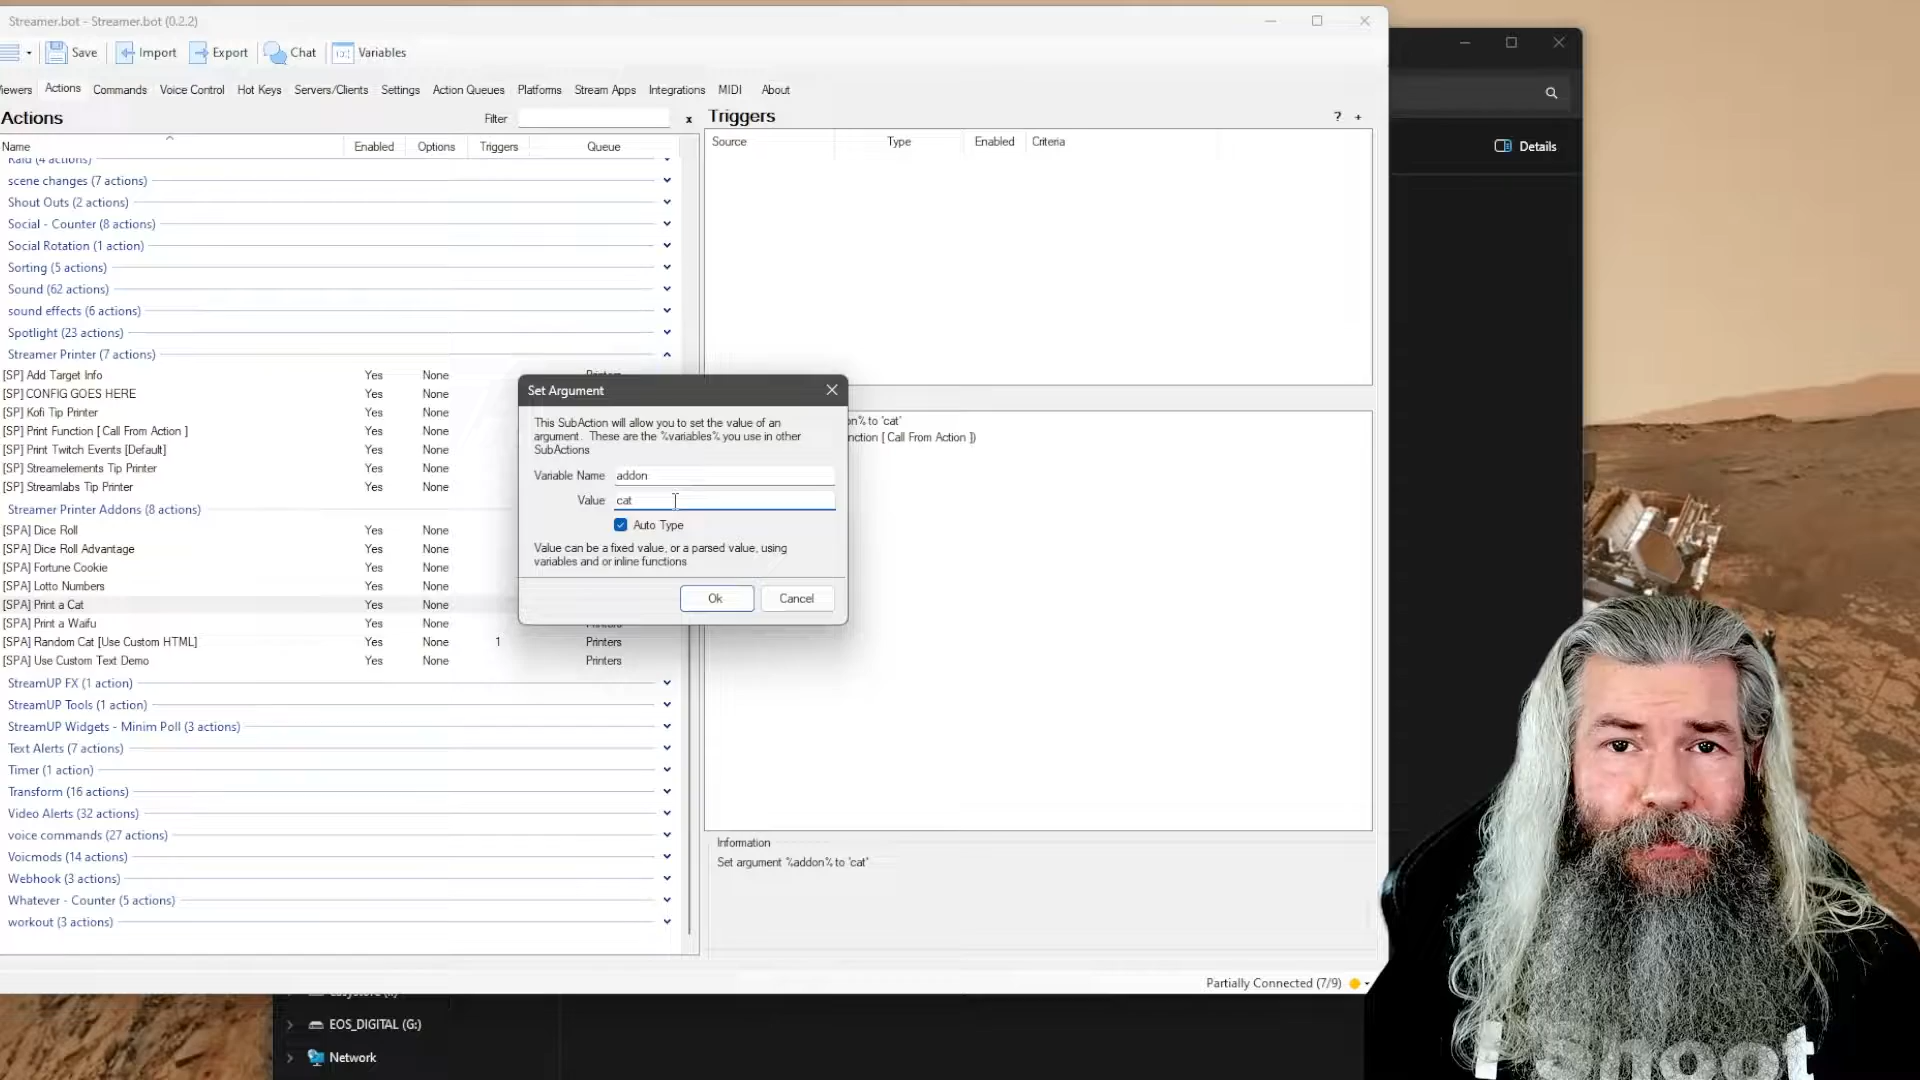 Streamer.bot - Streamer.bot (0.2.2)
Save Import Export Chat Variables
Viewers Actions Commands Voice Control Hot Keys Servers/Clients Settings Action Queues Platforms Stream Apps Integrations MIDI About
Actions Filter x
Name Enabled Options Triggers Queue
Raid (4 actions)
scene changes (7 actions)
Shout Outs (2 actions)
Social - Counter (8 actions)
Social Rotation (1 action)
Sorting (5 actions)
Sound (62 actions)
sound effects (6 actions)
Spotlight (23 actions)
Streamer Printer (7 actions)
[SP] Add Target Info Yes None Printers
[SP] CONFIG GOES HERE Yes None
[SP] Kofi Tip Printer Yes None
[SP] Print Function [ Call From Action ] Yes None
[SP] Print Twitch Events [Default] Yes None
[SP] Streamelements Tip Printer Yes None
[SP] Streamlabs Tip Printer Yes None
Streamer Printer Addons (8 actions)
[SPA] Dice Roll Yes None
[SPA] Dice Roll Advantage Yes None
[SPA] Fortune Cookie Yes None
[SPA] Lotto Numbers Yes None
[SPA] Print a Cat Yes None
[SPA] Print a Waifu Yes None Printers
[SPA] Random Cat [Use Custom HTML] Yes None 1 Printers
[SPA] Use Custom Text Demo Yes None Printers
StreamUP FX (1 action)
StreamUP Tools (1 action)
StreamUP Widgets - Minim Poll (3 actions)
Text Alerts (7 actions)
Timer (1 action)
Transform (16 actions)
Video Alerts (32 actions)
voice commands (27 actions)
Voicmods (14 actions)
Webhook (3 actions)
Whatever - Counter (5 actions)
workout (3 actions)
Triggers ? +
Source Type Enabled Criteria
on% to 'cat'
nction [ Call From Action ])
Set Argument
This SubAction will allow you to set the value of an
argument. These are the %variables% you use in other
SubActions
Variable Name addon
Value cat
Auto Type
Value can be a fixed value, or a parsed value, using
variables and or inline functions
Ok Cancel
Information
Set argument %addon% to 'cat'
Partially Connected (7/9)
Details
EOS_DIGITAL (G:)
Network
I shoot